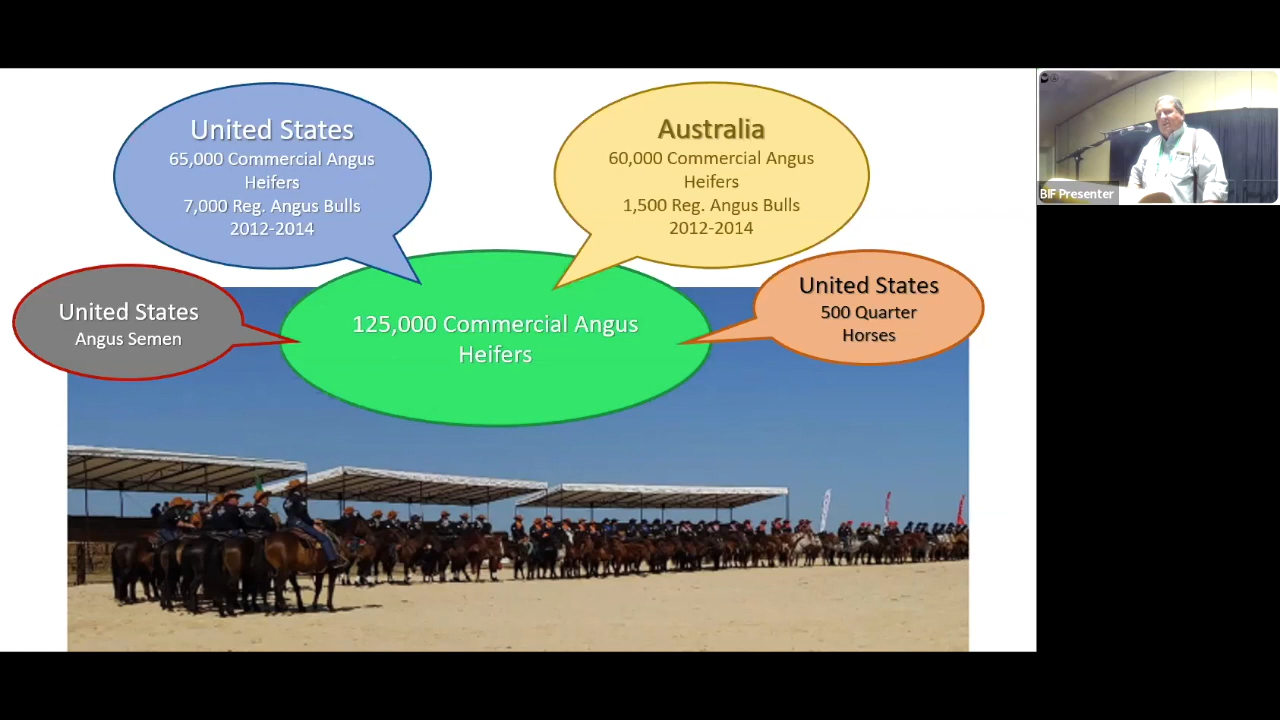 United States
65,000 Commercial Angus
Heifers
7,000 Reg. Angus Bulls
2012-2014
Australia
60,000 Commercial Angus
Heifers
1,500 Reg. Angus Bulls
2012-2014
United States
Angus Semen
125,000 Commercial Angus
Heifers
United States
500 Quarter
Horses
BIF Presenter